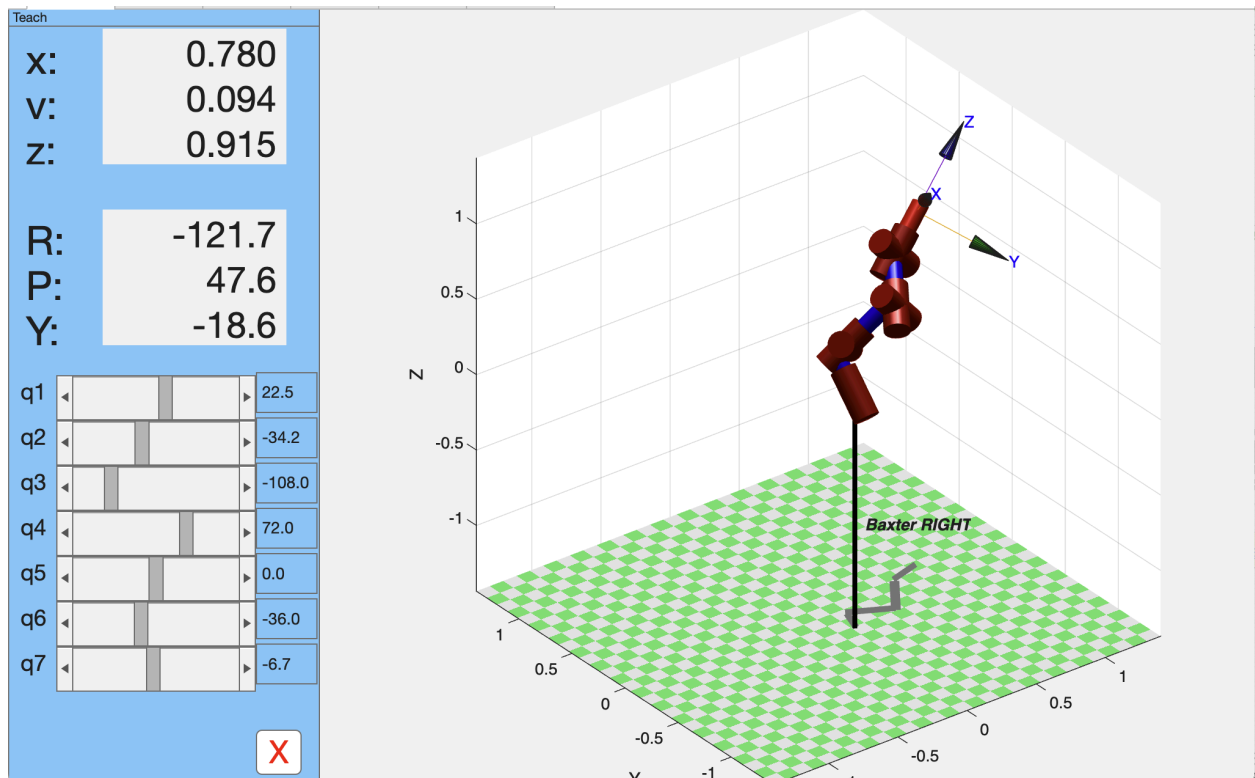 Teach
x: 0.780
v: 0.094
z: 0.915
R: -121.7
P: 47.6
Y: -18.6
q1 22.5
q2 -34.2
q3 -108.0
q4 72.0
q5 0.0
q6 -36.0
q7 -6.7
X
Z
X
Y
1
0.5
0
-0.5
-1
Z
Baxter RIGHT
1
0.5
0
-0.5
-1
1
0.5
0
-0.5